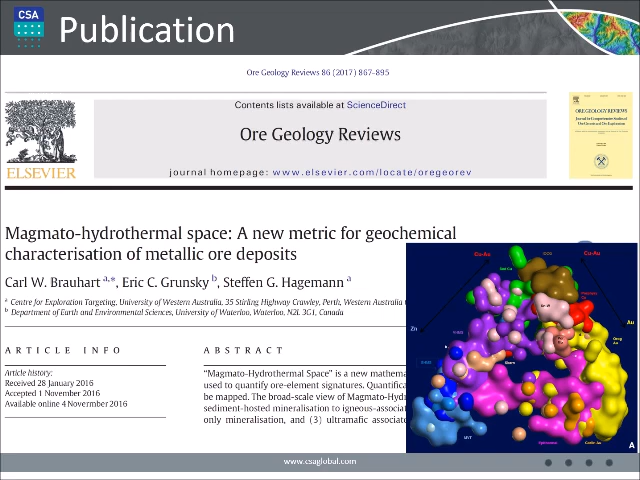 CSA
Publication
Ore Geology Reviews 86 (2017) 867–895
Contents lists available at ScienceDirect
Ore Geology Reviews
journal homepage: www.elsevier.com/locate/oregeorev
ELSEVIER
ORE GEOLOGY REVIEWS
Magmato-hydrothermal space: A new metric for geochemical
characterisation of metallic ore deposits
Carl W. Brauhart a,*, Eric C. Grunsky b, Steffen G. Hagemann a
a Centre for Exploration Targeting, University of Western Australia, 35 Stirling Highway Crawley, Perth, Western Australia
b Department of Earth and Environmental Sciences, University of Waterloo, Waterloo, N2L 3G1, Canada
ARTICLE INFO
Article history:
Received 28 January 2016
Accepted 1 November 2016
Available online 4 Novermber 2016
ABSTRACT
“Magmato-Hydrothermal Space” is a new mathema
used to quantify ore-element signatures. Quantifica
be mapped. The broad-scale view of Magmato-Hydr
sediment-hosted mineralisation to igneous-associat
only mineralisation, and (3) ultramafic associate
Cu-Au
Zn
Au
Skarn
MVT
A
www.csaglobul.com